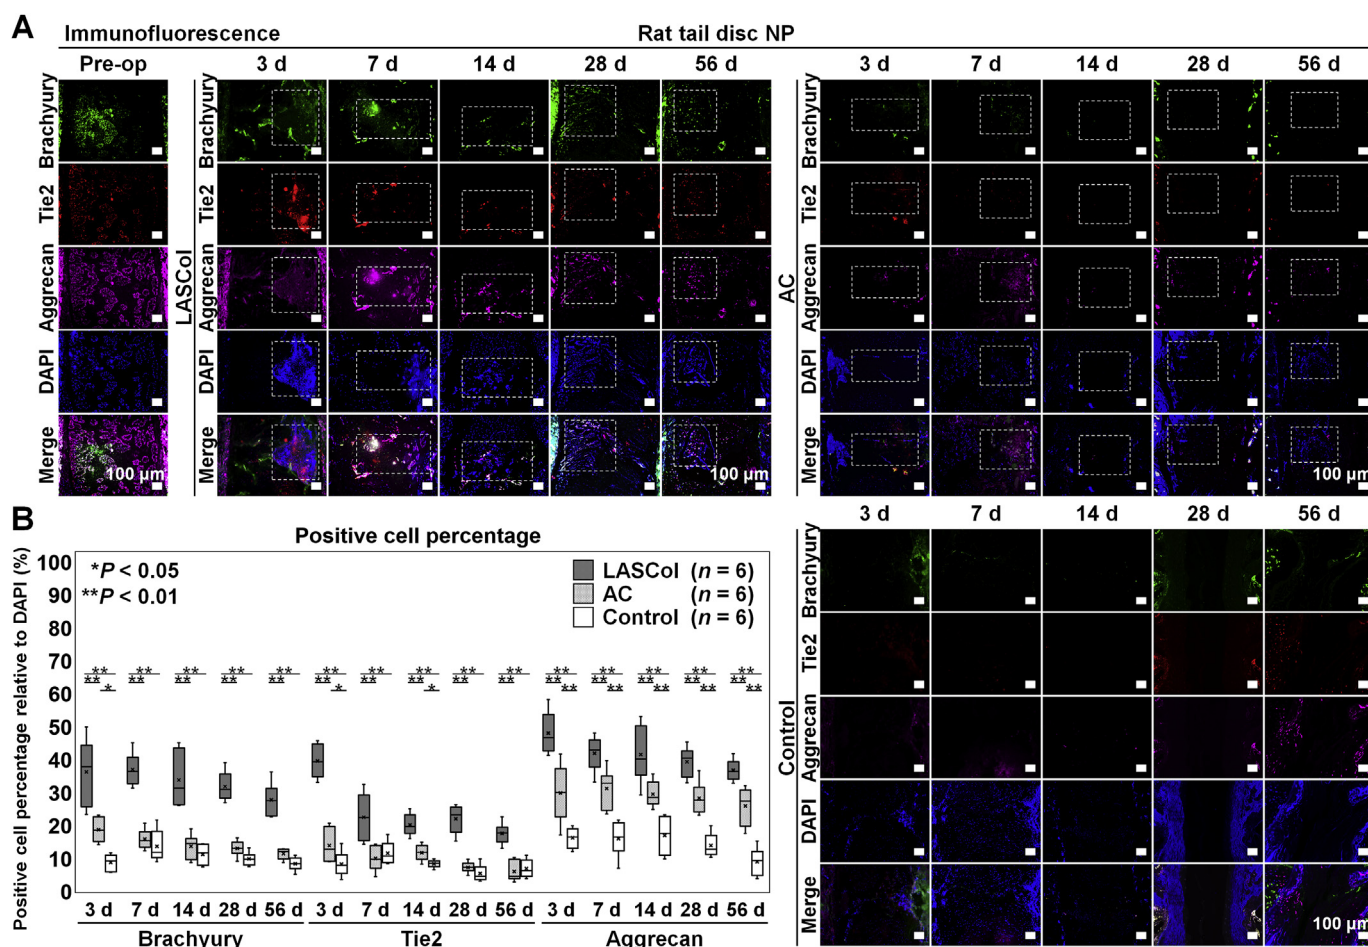 A
Immunofluorescence
Rat tail disc NP
Pre-op
3 d 7 d 14 d 28 d 56 d
3 d 7 d 14 d 28 d 56 d
Brachyury
Tie2
Aggrecan
DAPI
Merge
100 µm
LASCol
Brachyury
Tie2
Aggrecan
DAPI
Merge
100 µm
AC
Brachyury
Tie2
Aggrecan
DAPI
Merge
100 µm
B
Positive cell percentage
Positive cell percentage relative to DAPI (%)
*P < 0.05
**P < 0.01
LASCol (n = 6)
AC (n = 6)
Control (n = 6)
100
90
80
70
60
50
40
30
20
10
0
** ** ** ** ** ** ** ** ** ** ** ** ** ** **
** * ** ** ** ** ** * ** ** * ** ** ** ** ** ** ** ** ** ** ** **
3 d 7 d 14 d 28 d 56 d 3 d 7 d 14 d 28 d 56 d 3 d 7 d 14 d 28 d 56 d
Brachyury Tie2 Aggrecan
3 d 7 d 14 d 28 d 56 d
Control
Brachyury
Tie2
Aggrecan
DAPI
Merge
100 µm